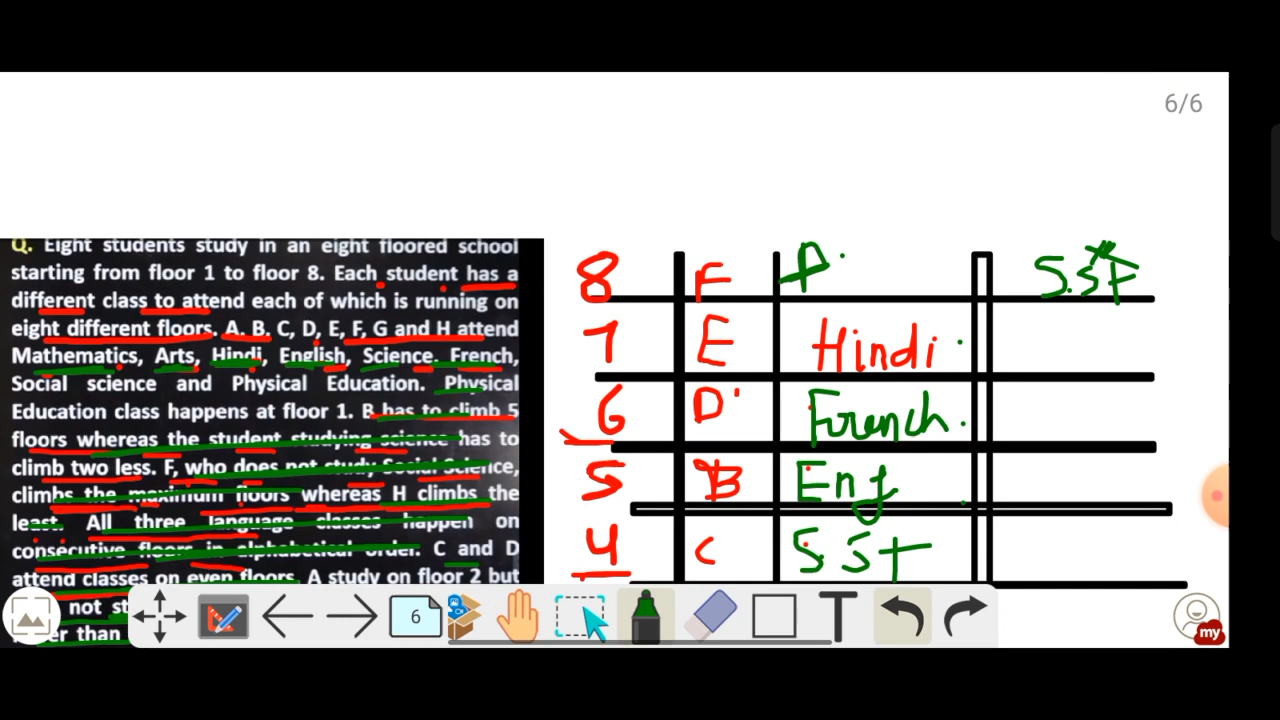 6/6
Q. Eight students study in an eight floored school
starting from floor 1 to floor 8. Each student has a
different class to attend each of which is running on
eight different floors. A, B, C, D, E, F, G and H attend
Mathematics, Arts, Hindi, English, Science, French,
Social science and Physical Education. Physical
Education class happens at floor 1. B has to climb 5
floors whereas the student studying science has to
climb two less. F, who does not study Social Science,
climbs the maximum floors whereas H climbs the
least. All three language classes happen on
consecutive floors in alphabetical order. C and D
attend classes on even floors. A study on floor 2 but
not
than
8 F A
S.St
7 E Hindi
6 D French
5 B Eng
4 C S St
6
T
my